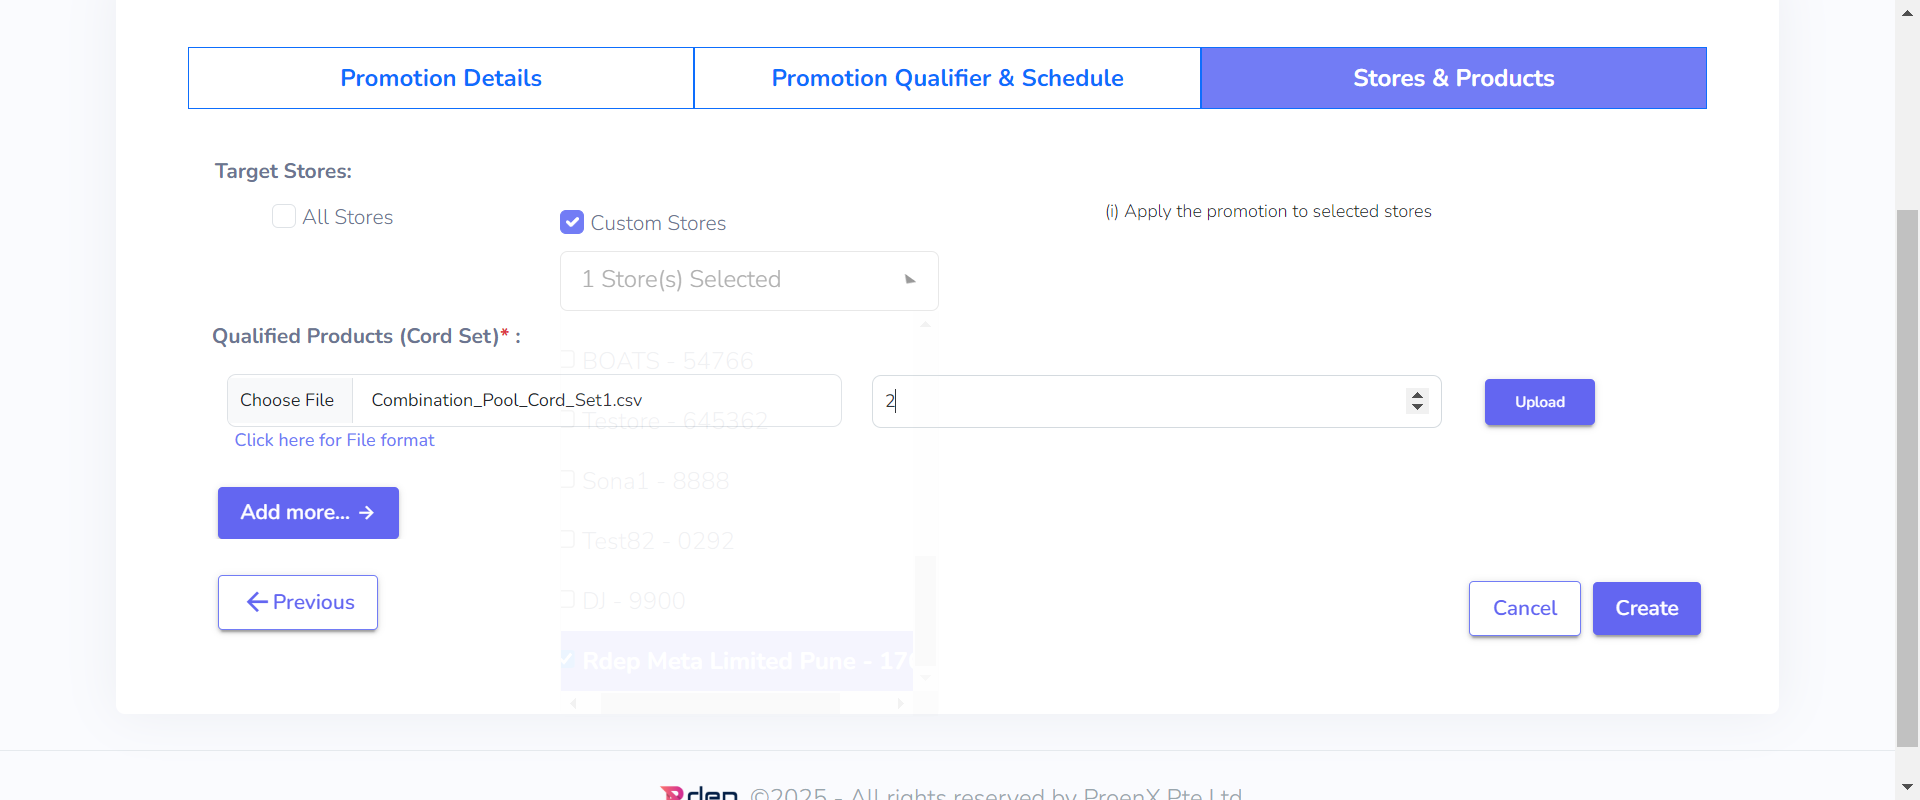 Promotion Details
Promotion Qualifier & Schedule
Stores & Products
Target Stores:
All Stores
Custom Stores
(i) Apply the promotion to selected stores
1 Store(s) Selected
Qualified Products (Cord Set)* :
BOATS - 54766
Choose File
Combination_Pool_Cord_Set1.csv
2
Upload
Testore - 645362
Click here for File format
Sona1 - 8888
Add more...
Test82 - 0292
DJ - 9900
Previous
Cancel
Create
Rdep Meta Limited Pune - 176
Rdep
©2025 - All rights reserved by ProenX Pte Ltd